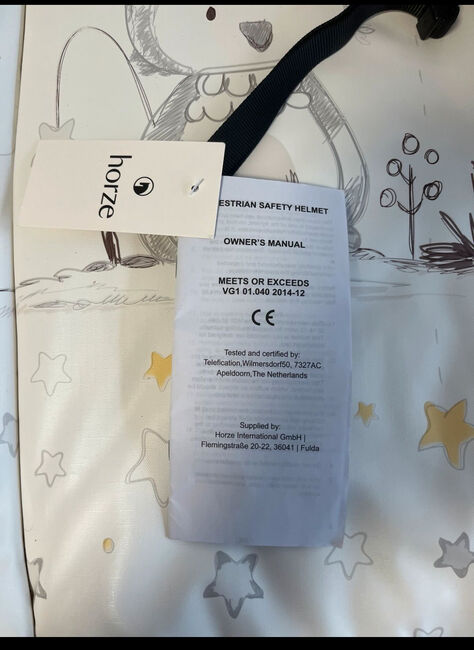 horze
ESTRIAN SAFETY HELMET
OWNER'S MANUAL
MEETS OR EXCEEDS
VG1 01.040 2014-12
CE
Tested and certified by:
Telefication,Wilmersdorf50, 7327AC
Apeldoorn,The Netherlands
Supplied by:
Horze International GmbH |
Flemingstraße 20-22, 36041 | Fulda